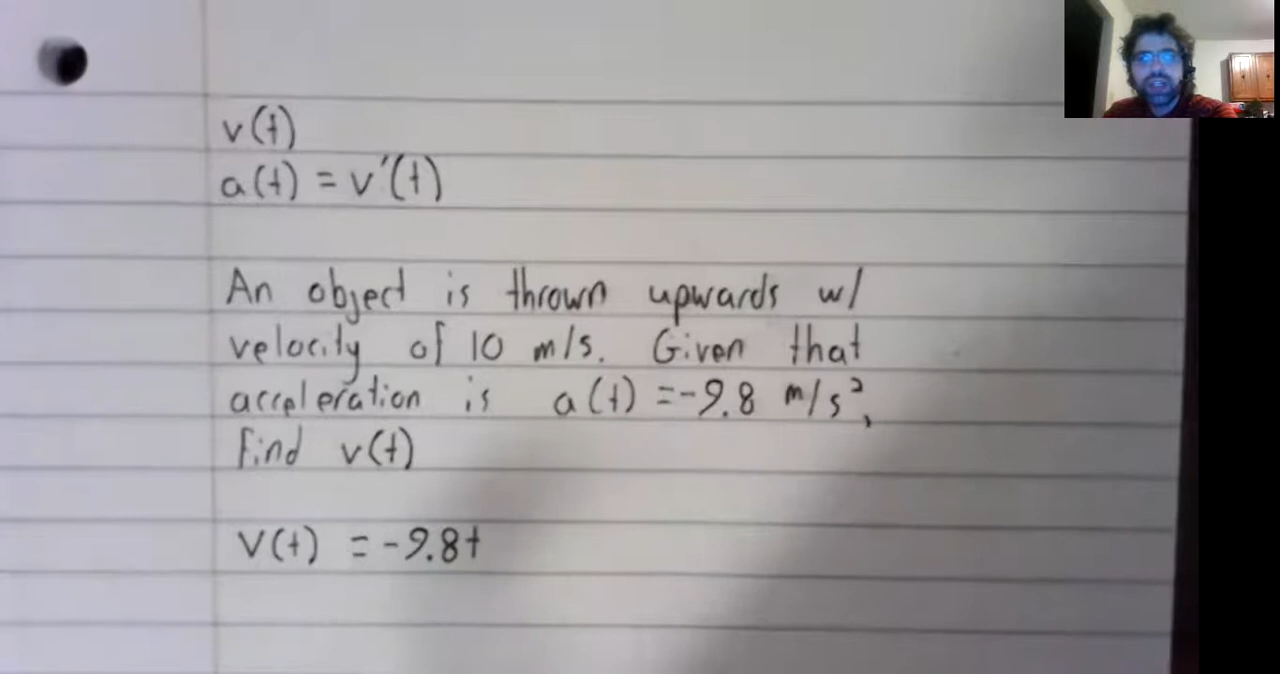 v(t)
a(t) = v'(t)
An object is thrown upwards w/
velocity of 10 m/s. Given that
acceleration is a(t) = -9.8 m/s²,
Find v(t)
v(t) = -9.8t